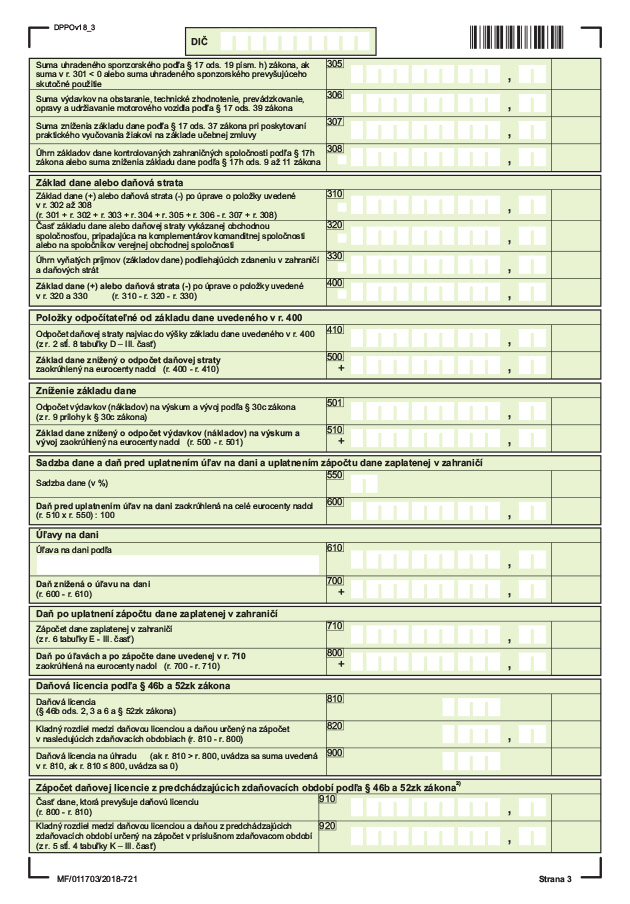 DPPOv18_3
DIČ
Suma uhradeného sponzorského podľa § 17 ods. 19 písm. h) zákona, ak
suma v r. 301 < 0 alebo suma uhradeného sponzorského prevyšujúceho
skutočné použitie
305
,
Suma výdavkov na obstaranie, technické zhodnotenie, prevádzkovanie,
opravy a udržiavanie motorového vozidla podľa § 17 ods. 39 zákona
306
,
Suma zníženia základu dane podľa § 17 ods. 37 zákona pri poskytovaní
praktického vyučovania žiakovi na základe učebnej zmluvy
307
,
Úhrn základov dane kontrolovaných zahraničných spoločností podľa § 17h
zákona alebo suma zníženia základu dane podľa § 17h ods. 9 až 11 zákona
308
,
Základ dane alebo daňová strata
Základ dane (+) alebo daňová strata (-) po úprave o položky uvedené
v r. 302 až 308
(r. 301 + r. 302 + r. 303 + r. 304 + r. 305 + r. 306 - r. 307 + r. 308)
310
,
Časť základu dane alebo daňovej straty vykázanej obchodnou
spoločnosťou, pripadajúca na komplementárov komanditnej spoločnosti
alebo na spoločníkov verejnej obchodnej spoločnosti
320
,
Úhrn vyňatých príjmov (základov dane) podliehajúcich zdaneniu v zahraničí
a daňových strát
330
,
Základ dane (+) alebo daňová strata (-) po úprave o položky uvedené
v r. 320 a 330 (r. 310 - r. 320 - r. 330)
400
,
Položky odpočítateľné od základu dane uvedeného v r. 400
Odpočet daňovej straty najviac do výšky základu dane uvedeného v r. 400
(z r. 2 stĺ. 8 tabuľky D – III. časť)
410
,
Základ dane znížený o odpočet daňovej straty
zaokrúhlený na eurocenty nadol (r. 400 - r. 410)
500
+
,
Zníženie základu dane
Odpočet výdavkov (nákladov) na výskum a vývoj podľa § 30c zákona
(z r. 9 prílohy k § 30c zákona)
501
,
Základ dane znížený o odpočet výdavkov (nákladov) na výskum a
vývoj zaokrúhlený na eurocenty nadol (r. 500 - r. 501)
510
+
,
Sadzba dane a daň pred uplatnením úľav na dani a uplatnením zápočtu dane zaplatenej v zahraničí
Sadzba dane (v %)
550
Daň pred uplatnením úľav na dani zaokrúhlená na celé eurocenty nadol
(r. 510 x r. 550) : 100
600
,
Úľavy na dani
Úľava na dani podľa
610
,
Daň znížená o úľavu na dani
(r. 600 - r. 610)
700
+
,
Daň po uplatnení zápočtu dane zaplatenej v zahraničí
Zápočet dane zaplatenej v zahraničí
(z r. 6 tabuľky E - III. časť)
710
,
Daň po úľavách a po zápočte dane uvedenej v r. 710
zaokrúhlená na eurocenty nadol (r. 700 - r. 710)
800
+
,
Daňová licencia podľa § 46b a 52zk zákona
Daňová licencia
(§ 46b ods. 2, 3 a 6 a § 52zk zákona)
810
Kladný rozdiel medzi daňovou licenciou a daňou určený na zápočet
v nasledujúcich zdaňovacích obdobiach (r. 810 - r. 800)
820
,
Daňová licencia na úhradu (ak r. 810 > r. 800, uvádza sa suma uvedená
v r. 810, ak r. 810 ≤ 800, uvádza sa 0)
900
Zápočet daňovej licencie z predchádzajúcich zdaňovacích období podľa § 46b a 52zk zákona2)
Časť dane, ktorá prevyšuje daňovú licenciu
(r. 800 - r. 810)
910
,
Kladný rozdiel medzi daňovou licenciou a daňou z predchádzajúcich
zdaňovacích období určený na zápočet v príslušnom zdaňovacom období
(z r. 5 stĺ. 4 tabuľky K – III. časť)
920
,
MF/011703/2018-721
Strana 3